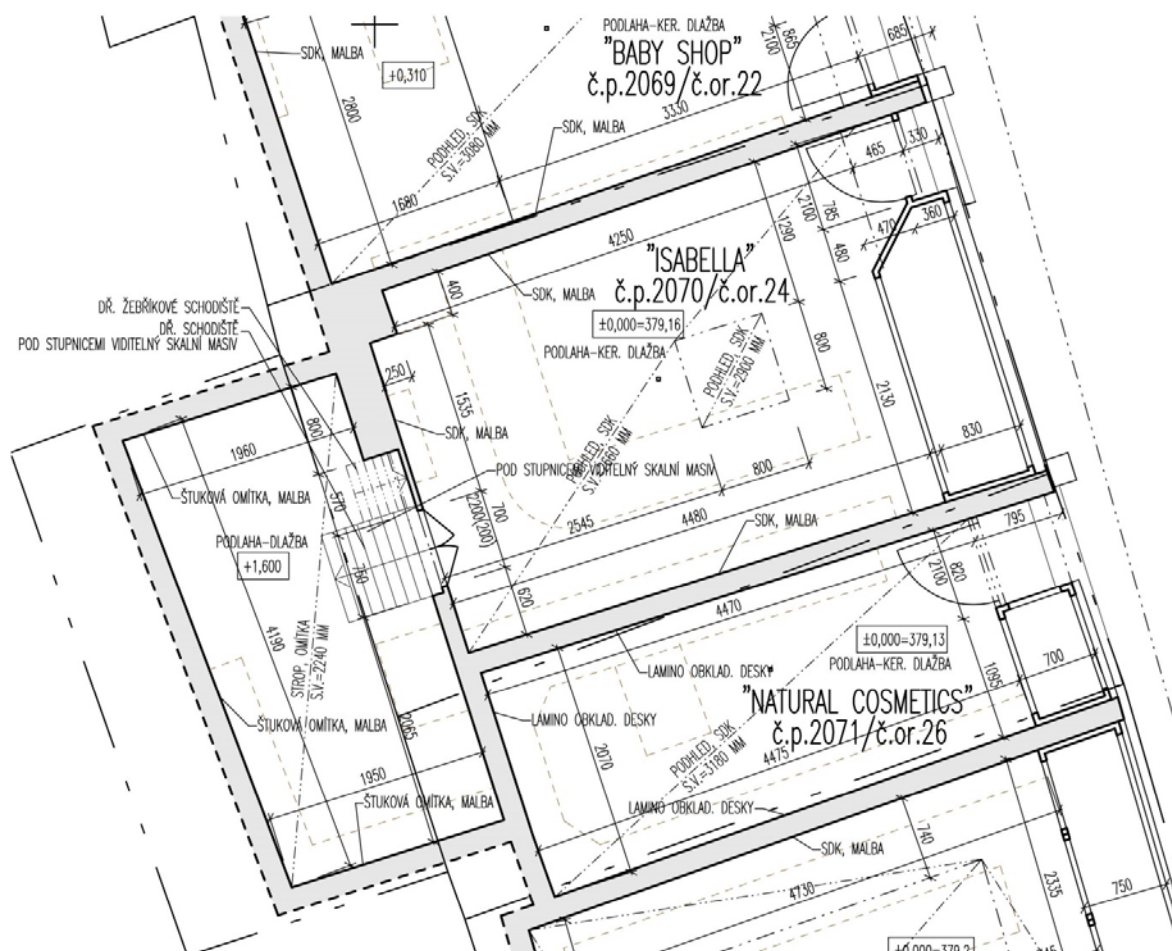 PODLAHA-KER. DLAŽBA
"BABY SHOP"
č.p.2069/č.or.22
SDK, MALBA
+0,310
2800
865
2100
685
3330
PODHLED, SDK
S.V.=3080 MM
SDK, MALBA
1680
4250
465
330
2100
785
1290
480
470
360
"ISABELLA"
č.p.2070/č.or.24
±0,000=379,16
PODLAHA-KER. DLAŽBA
SDK, MALBA
400
DŘ. ŽEBŘÍKOVÉ SCHODIŠTĚ
DŘ. SCHODIŠTĚ
POD STUPNICEMI VIDITELNÝ SKALNÍ MASIV
250
1535
PODHLED, SDK
S.V.=2900 MM
800
2130
830
800
1960
SDK, MALBA
PODHLED, SDK
POD STUPNICEMI VIDITELNÝ SKALNÍ MASIV
800
ŠTUKOVÁ OMÍTKA, MALBA
570
700
2200(200)
2545
4480
SDK, MALBA
795
PODLAHA-DLAŽBA
+1,600
760
620
4470
820
2100
4190
STROP, OMÍTKA
S.V.=2240 MM
±0,000=379,13
PODLAHA-KER. DLAŽBA
LAMINO OBKLAD. DESKY
1095
700
"NATURAL COSMETICS"
č.p.2071/č.or.26
LAMINO OBKLAD. DESKY
ŠTUKOVÁ OMÍTKA, MALBA
2065
2070
PODHLED, SDK
S.V.=3180 MM
4475
1950
ŠTUKOVÁ OMÍTKA, MALBA
LAMINO OBKLAD. DESKY
SDK, MALBA
740
4730
2335
750